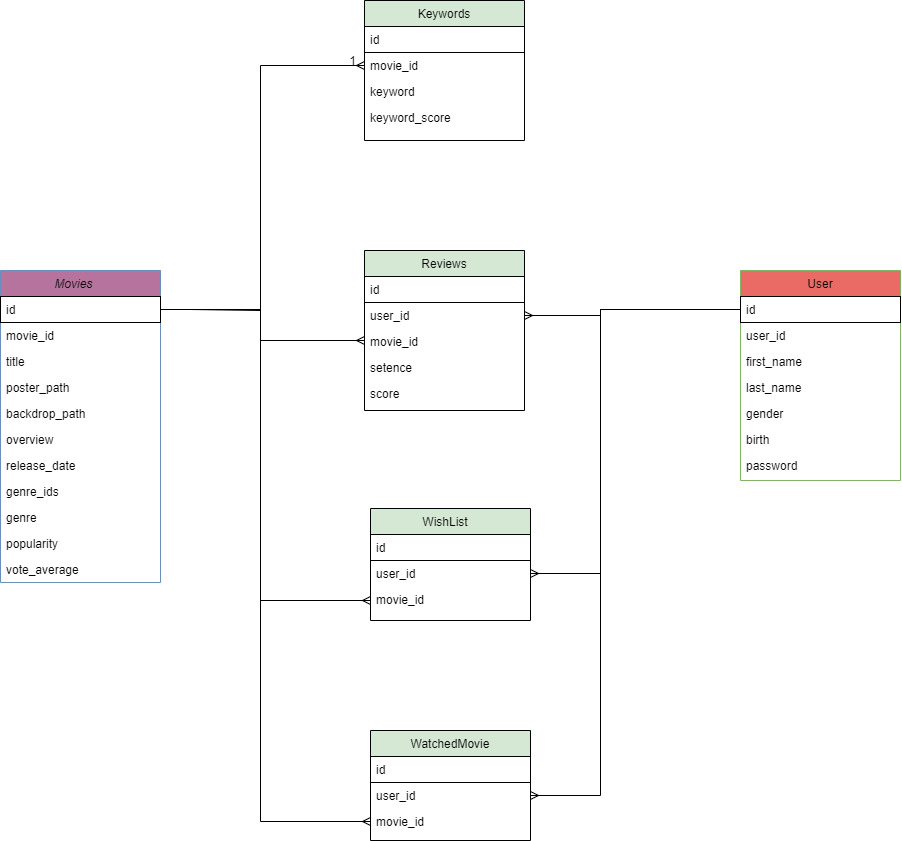 Keywords
id
1
movie_id
keyword
keyword_score
Movies
id
movie_id
title
poster_path
backdrop_path
overview
release_date
genre_ids
genre
popularity
vote_average
Reviews
id
user_id
movie_id
setence
score
User
id
user_id
first_name
last_name
gender
birth
password
WishList
id
user_id
movie_id
WatchedMovie
id
user_id
movie_id